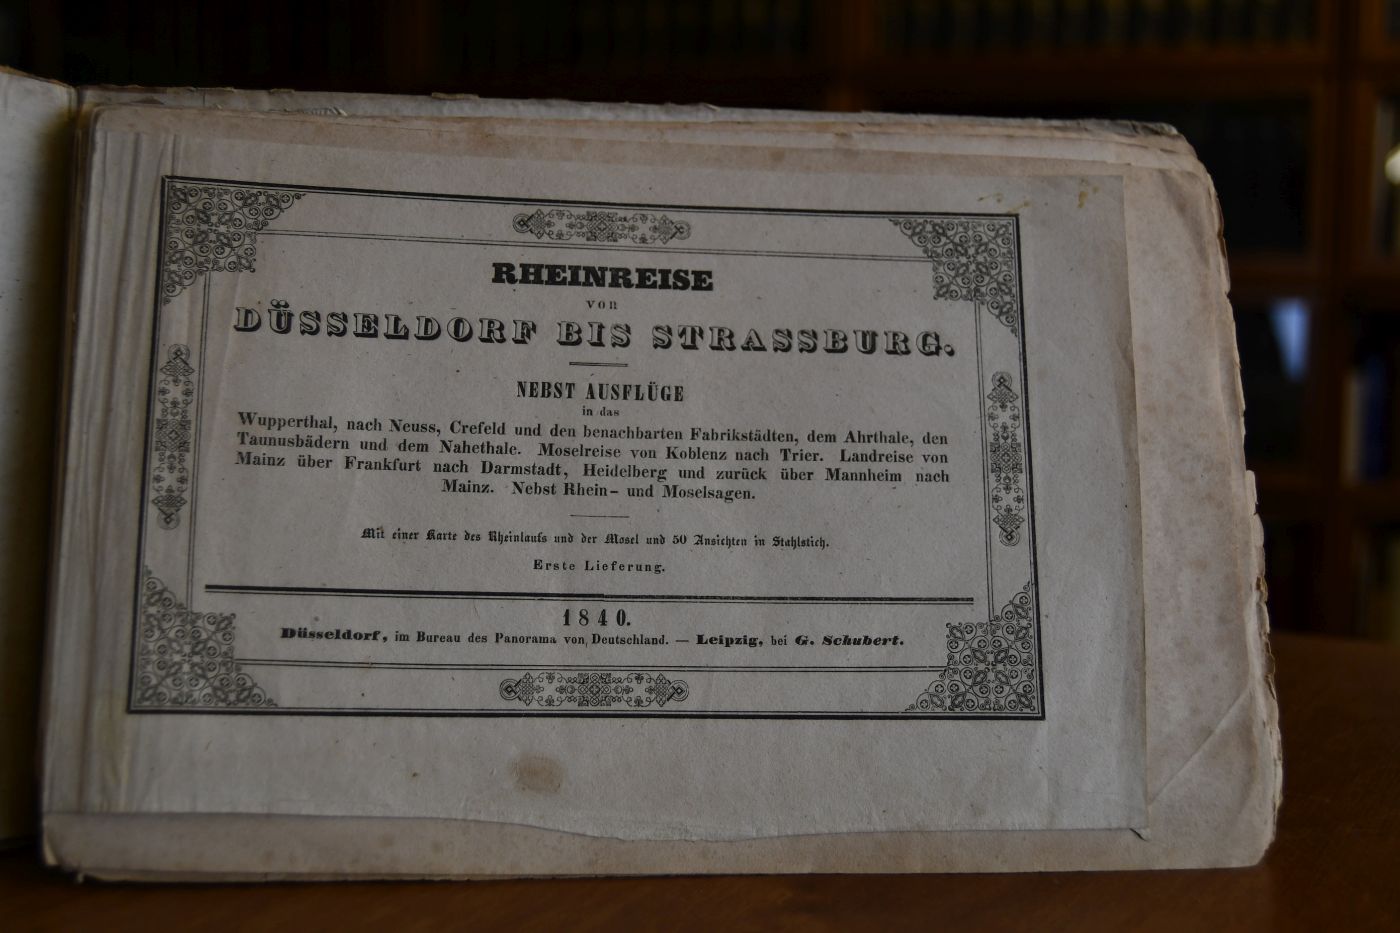 RHEINREISE
von
DÜSSELDORF BIS STRASSBURG.
NEBST AUSFLÜGE
in das
Wupperthal, nach Neuss, Crefeld und den benachbarten Fabrikstädten, dem Ahrthale, den
Taunusbädern und dem Nahethale. Moselreise von Koblenz nach Trier. Landreise von
Mainz über Frankfurt nach Darmstadt, Heidelberg und zurück über Mannheim nach
Mainz. Nebst Rhein- und Moselsagen.
Mit einer Karte des Rheinlaufs und der Mosel und 50 Ansichten in Stahlstich.
Erste Lieferung.
1840.
Düsseldorf, im Bureau des Panorama von Deutschland. — Leipzig, bei G. Schubert.